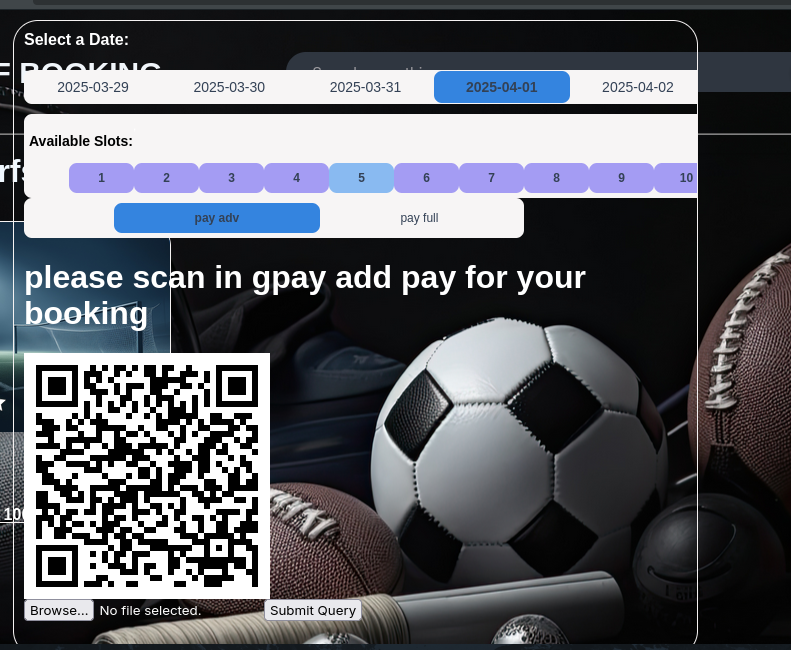 Select a Date:
BOOKING
2025-03-29 2025-03-30 2025-03-31 2025-04-01 2025-04-02
Available Slots:
1 2 3 4 5 6 7 8 9 10
pay adv pay full
please scan in gpay add pay for your
booking
Browse... No file selected. Submit Query